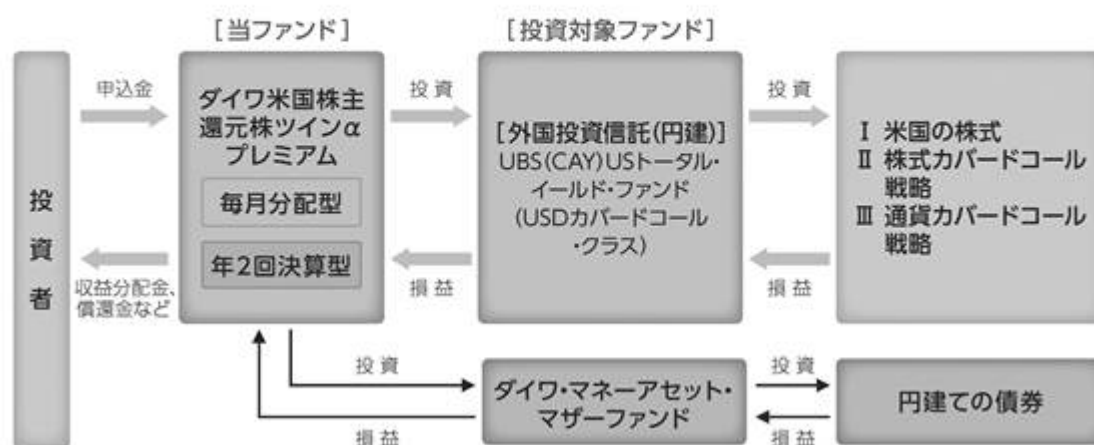 [当ファンド]
[投資対象ファンド]
投資者
申込金
収益分配金、
償還金など
ダイワ米国株主
還元株ツインα
プレミアム
毎月分配型
年2回決算型
投資
損益
[外国投資信託(円建)]
UBS(CAY)USトータル・
イールド・ファンド
(USDカバードコール
・クラス)
投資
損益
Ⅰ 米国の株式
Ⅱ 株式カバードコール
戦略
Ⅲ 通貨カバードコール
戦略
投資
損益
ダイワ・マネーアセット・
マザーファンド
投資
損益
円建ての債券